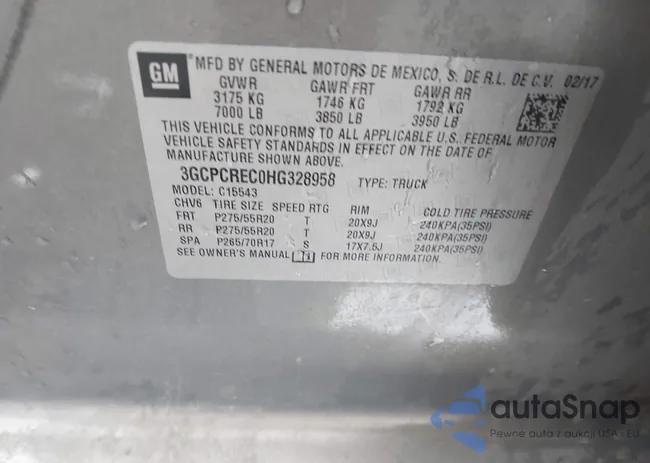 GM
MFD BY GENERAL MOTORS DE MEXICO, S. DE R.L. DE C.V. 02/17
GVWR GAWR FRT GAWR RR
3175 KG 1746 KG 1792 KG
7000 LB 3850 LB 3950 LB
THIS VEHICLE CONFORMS TO ALL APPLICABLE U.S. FEDERAL MOTOR
VEHICLE SAFETY STANDARDS IN EFFECT ON THE DATE OF
MANUFACTURE SHOWN ABOVE.
3GCPCREC0HG328958 TYPE: TRUCK
MODEL: C15543
CHV6 TIRE SIZE SPEED RTG RIM COLD TIRE PRESSURE
FRT P275/55R20 T 20X9J 240KPA(35PSI)
RR P275/55R20 T 20X9J 240KPA(35PSI)
SPA P265/70R17 S 17X7.5J 240KPA(35PSI)
SEE OWNER'S MANUAL FOR MORE INFORMATION.
autaSnap
Pewne auta z aukcji USA i EU